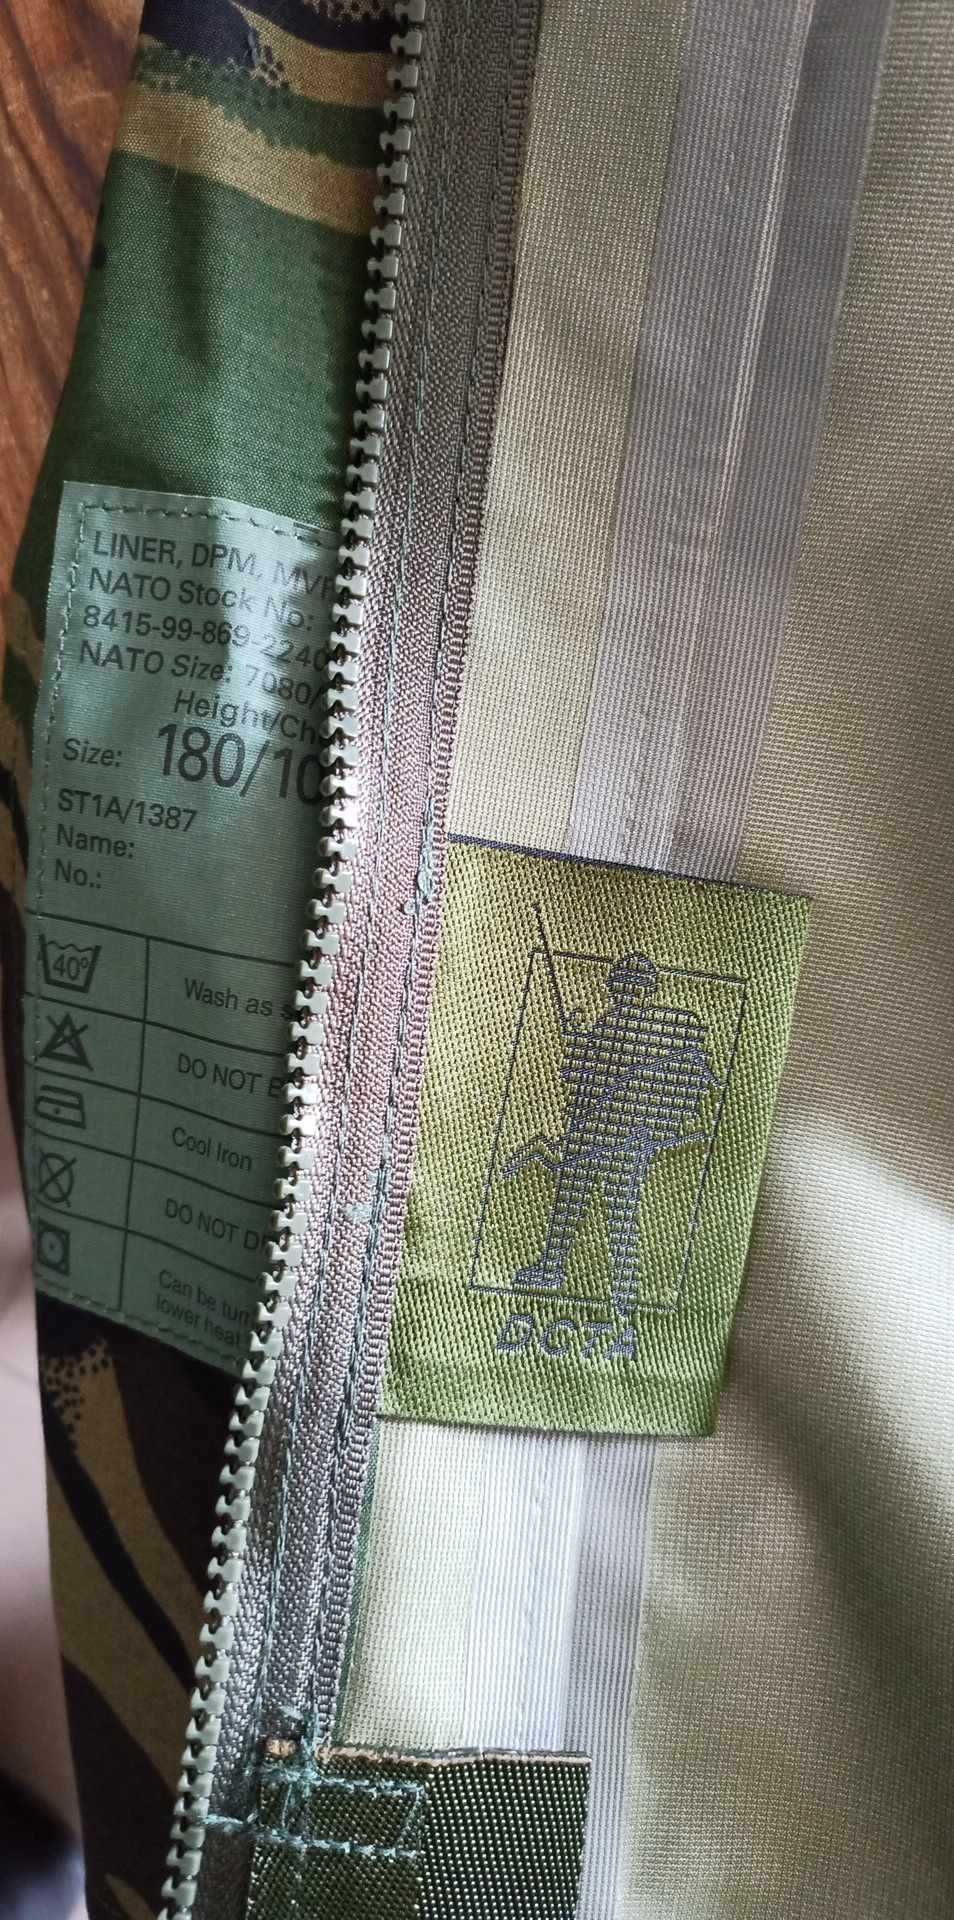 LINER, DPM, MVP
NATO Stock No:
8415-99-869-2240
NATO Size: 7080/
Height/Ch
Size: 180/10
ST1A/1387
Name:
No.:
40°
Wash as
DO NOT
Cool Iron
DO NOT
Can be
lower heat
DCTA